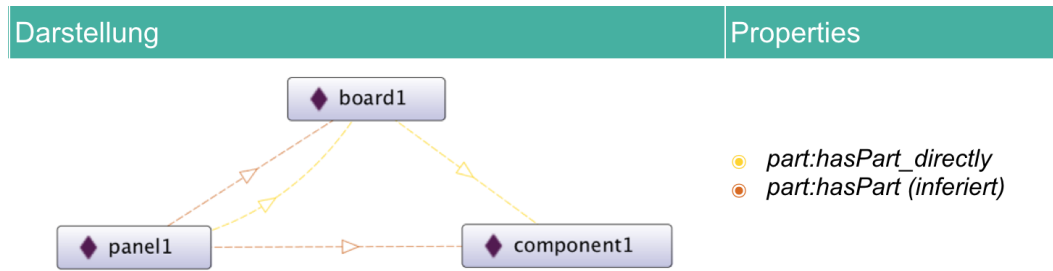 Darstellung
Properties
board1
part:hasPart_directly
part:hasPart (inferiert)
panel1
component1